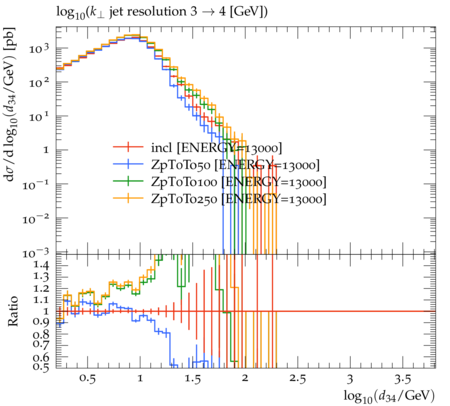 log₁₀(k⊥ jet resolution 3 → 4 [GeV])
dσ/d log₁₀(d₃₄/GeV) [pb]
10³
10²
10¹
1
10⁻¹
10⁻²
10⁻³
incl [ENERGY=13000]
ZpToTo50 [ENERGY=13000]
ZpToTo100 [ENERGY=13000]
ZpToTo250 [ENERGY=13000]
Ratio
1.4
1.3
1.2
1.1
1
0.9
0.8
0.7
0.6
0.5
0.5 1 1.5 2 2.5 3 3.5
log₁₀(d₃₄/GeV)